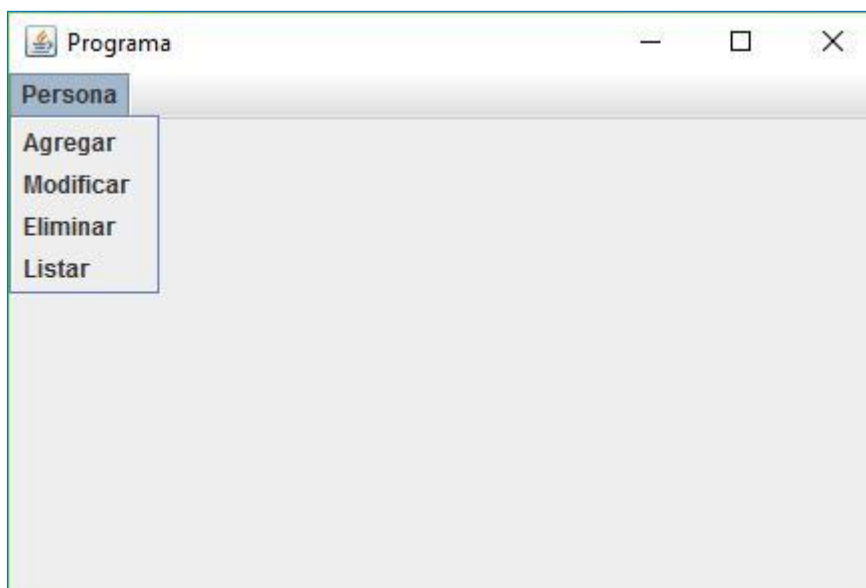 Programa
Persona
Agregar
Modificar
Eliminar
Listar